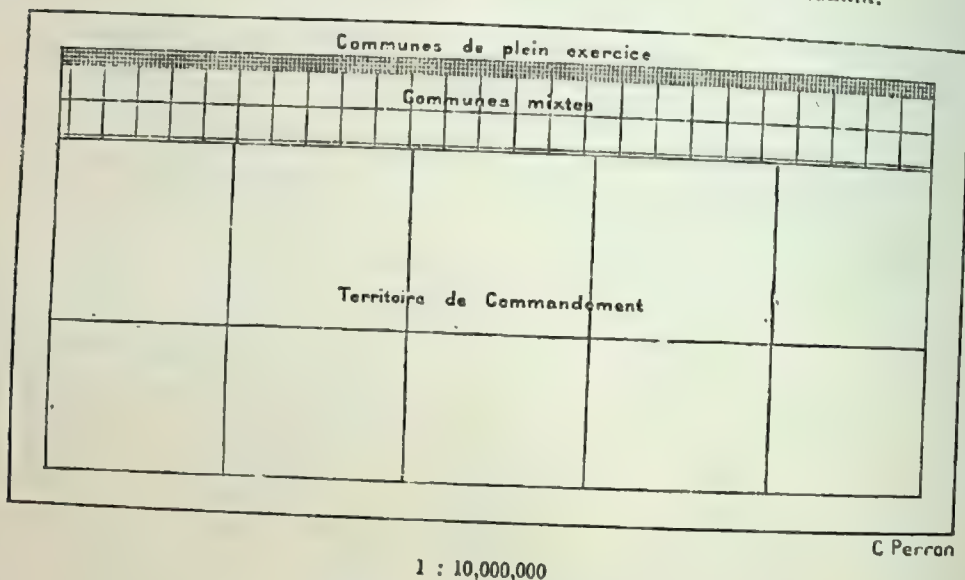 Communes de plein exercice
Communes mixtes
Territoire de Commandement
C Perron
1 : 10,000,000